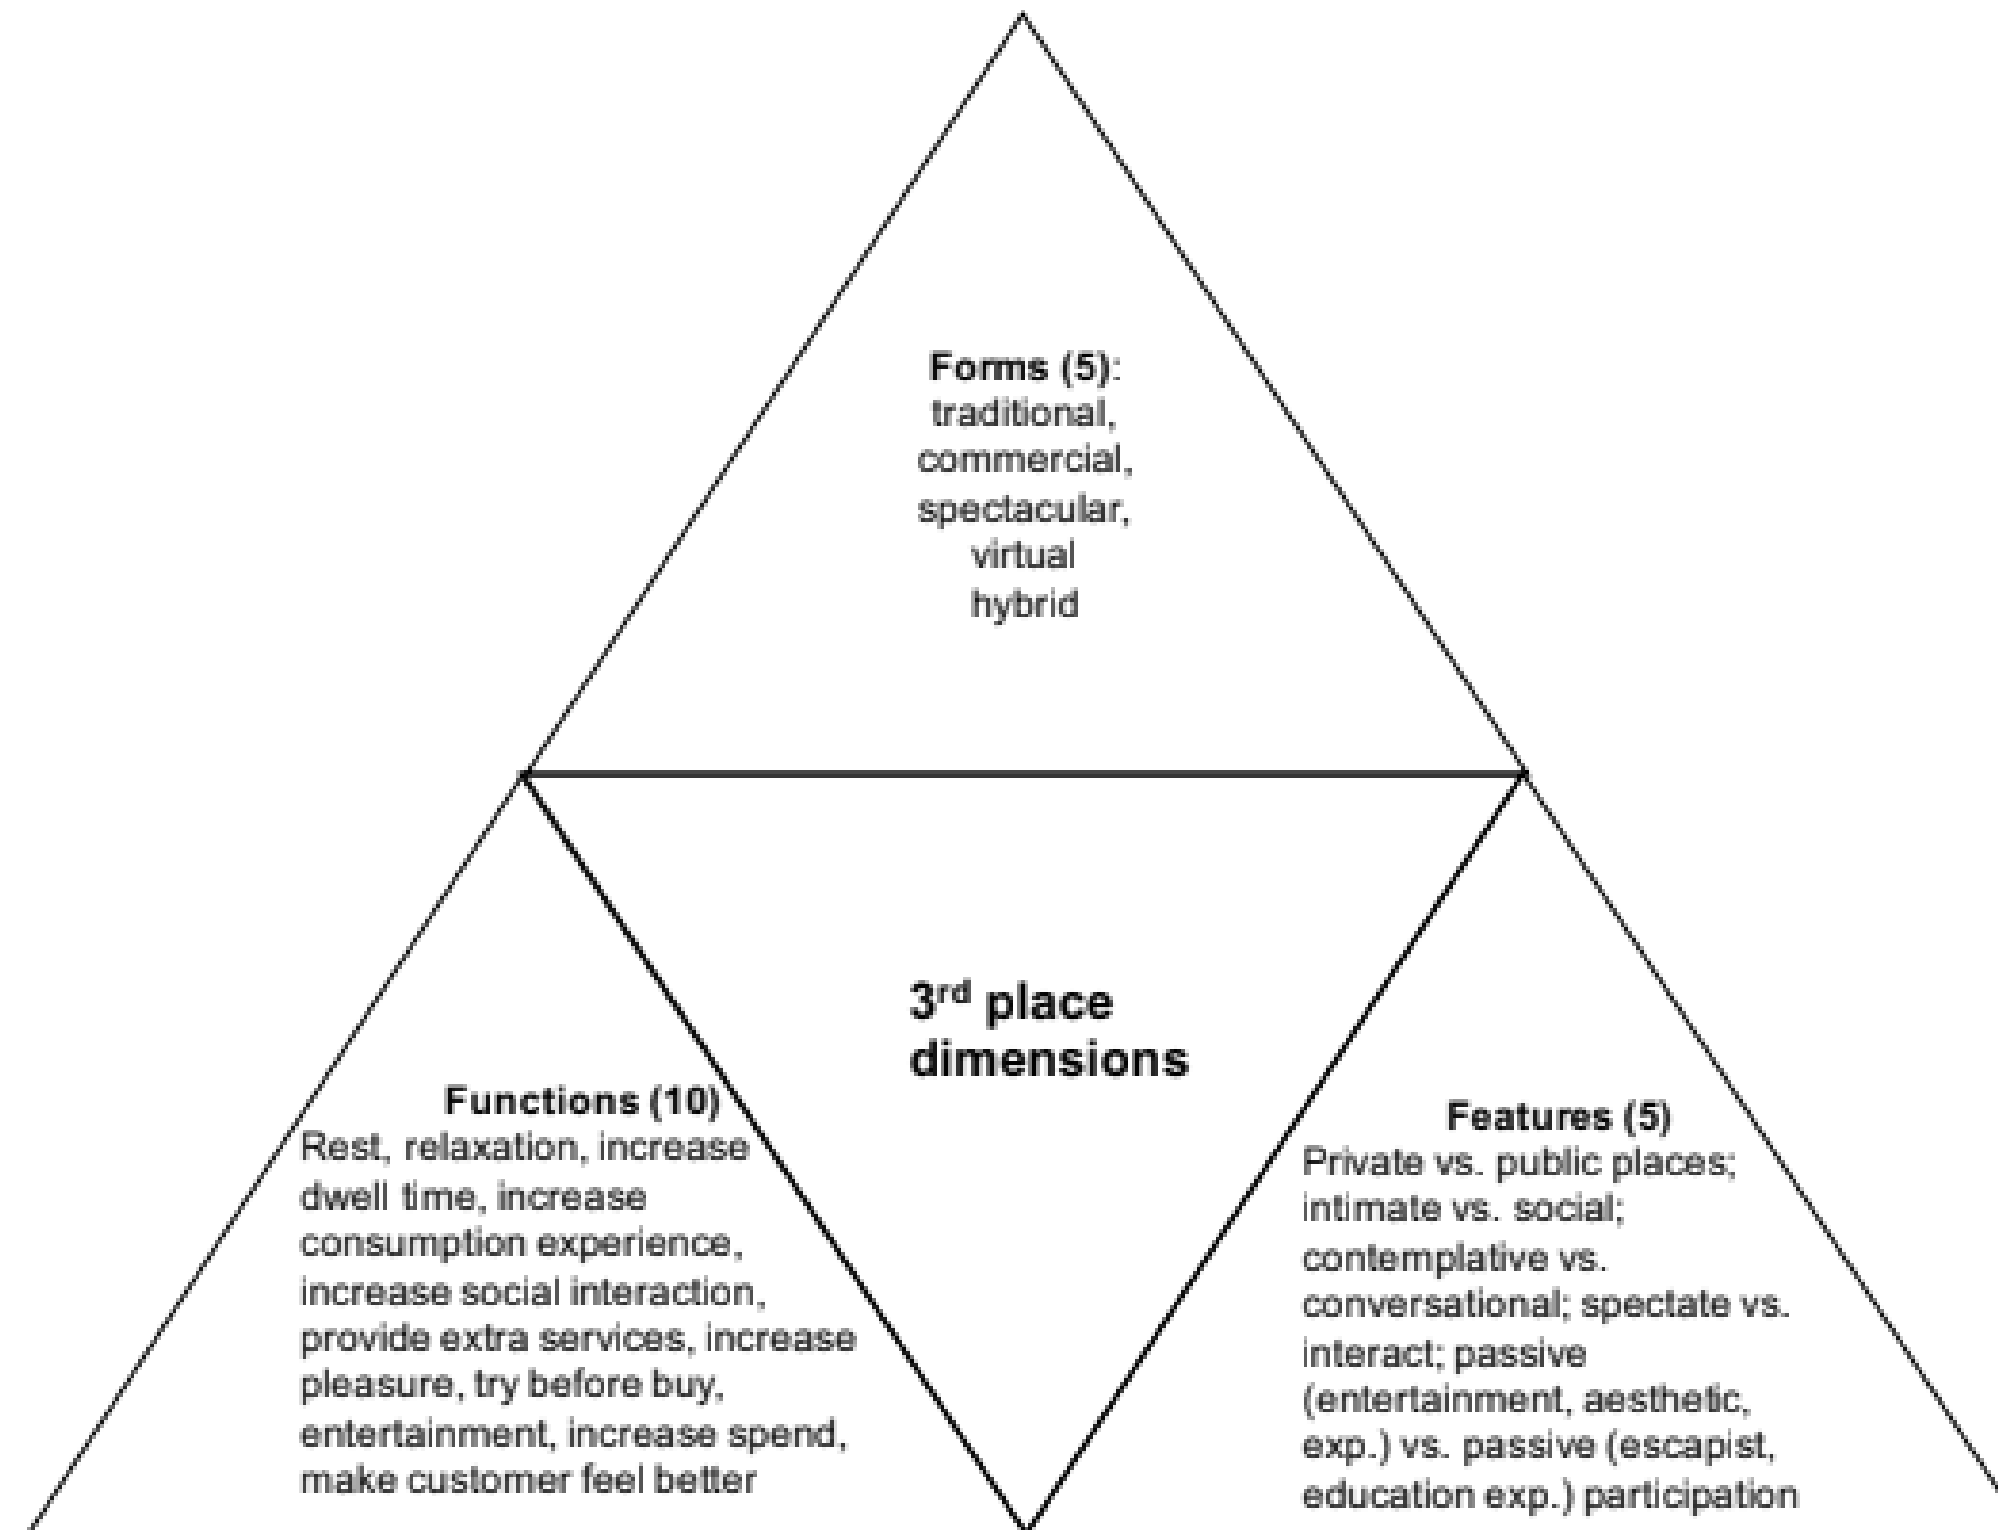 Forms (5):
traditional,
commercial,
spectacular,
virtual
hybrid
3rd place
dimensions
Functions (10)
Rest, relaxation, increase
dwell time, increase
consumption experience,
increase social interaction,
provide extra services, increase
pleasure, try before buy,
entertainment, increase spend,
make customer feel better
Features (5)
Private vs. public places;
intimate vs. social;
contemplative vs.
conversational; spectate vs.
interact; passive
(entertainment, aesthetic,
exp.) vs. passive (escapist,
education exp.) participation